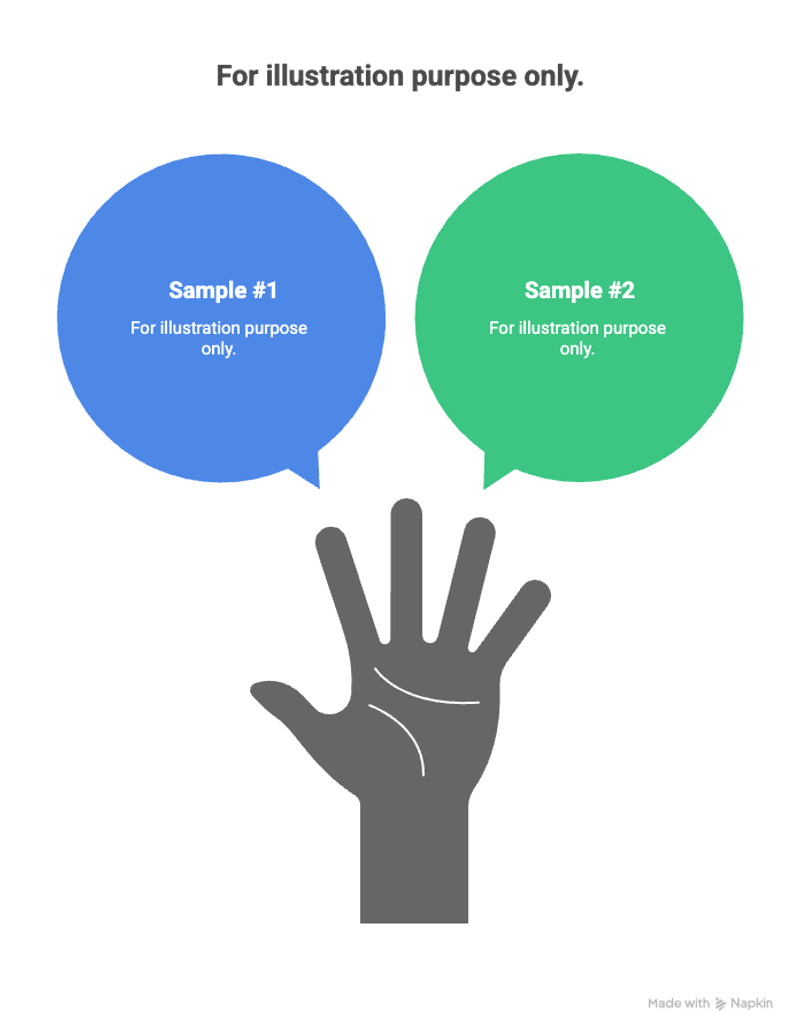 For illustration purpose only.
Sample #1
For illustration purpose
only.
Sample #2
For illustration purpose
only.
Made with Napkin